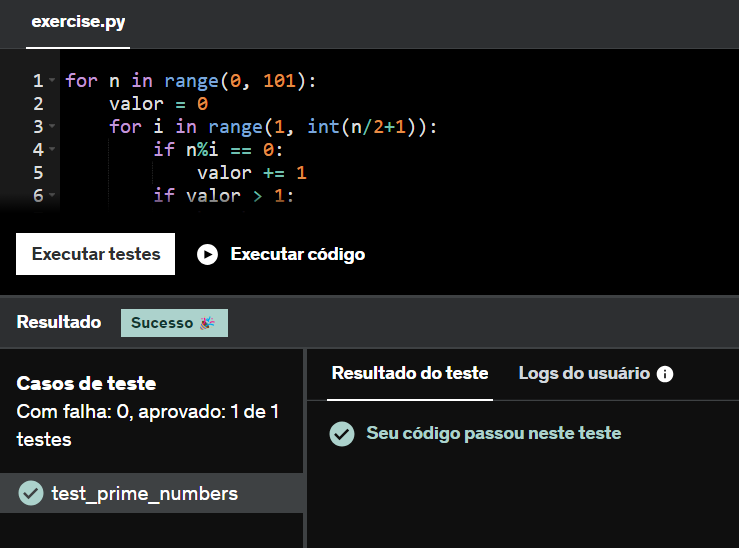 exercise.py
1 for n in range(0, 101):
2     valor = 0
3     for i in range(1, int(n/2+1)):
4         if n%i == 0:
5             valor += 1
6         if valor > 1:
Executar testes Executar código
Resultado Sucesso 🎉
Casos de teste
Com falha: 0, aprovado: 1 de 1
testes
test_prime_numbers
Resultado do teste Logs do usuário
Seu código passou neste teste